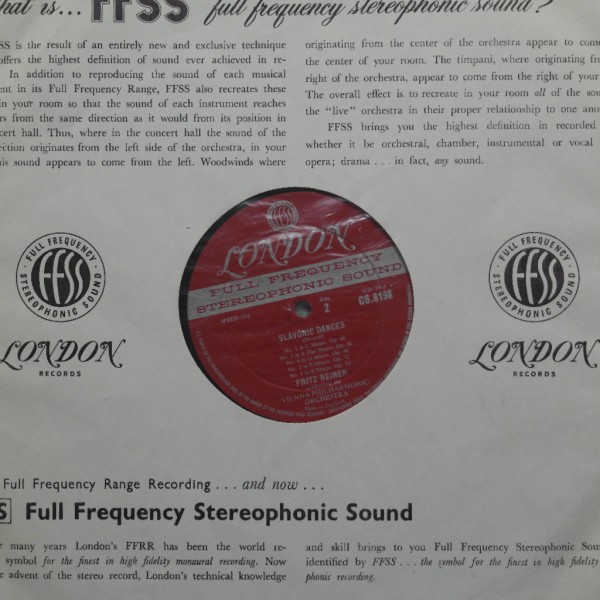 hat is... FFSS full frequency stereophonic sound?
SS is the result of an entirely new and exclusive technique
offers the highest definition of sound ever achieved in re-
In addition to reproducing the sound of each musical
ent in its Full Frequency Range, FFSS also recreates these
in your room so that the sound of each instrument reaches
rs from the same direction as it would from its position in
cert hall. Thus, where in the concert hall the sound of the
ection originates from the left side of the orchestra, in your
his sound appears to come from the left. Woodwinds where
originating from the center of the orchestra appear to come
the center of your room. The timpani, where originating fro
right of the orchestra, appear to come from the right of your
The overall effect is to recreate in your room all of the sou
the "live" orchestra in their proper relationship to one ano
FFSS brings you the highest definition in recorded
whether it be orchestral, chamber, instrumental or vocal
opera; drama . . . in fact, any sound.
FULL FREQUENCY
FFSS
STEREOPHONIC SOUND
LONDON
RECORDS
FFSS
LONDON
FULL FREQUENCY
STEREOPHONIC SOUND
Side
2
CS.6198
SLAVONIC DANCES
FRITZ REINER
VIENNA PHILHARMONIC
ORCHESTRA
Made in England
FULL FREQUENCY
FFSS
STEREOPHONIC SOUND
LONDON
RECORDS
Full Frequency Range Recording . . . and now . . .
S Full Frequency Stereophonic Sound
r many years London's FFRR has been the world re-
symbol for the finest in high fidelity monaural recording. Now
e advent of the stereo record, London's technical knowledge
and skill brings to you Full Frequency Stereophonic Soun
identified by FFSS . . . the symbol for the finest in high fidelity
phonic recording.